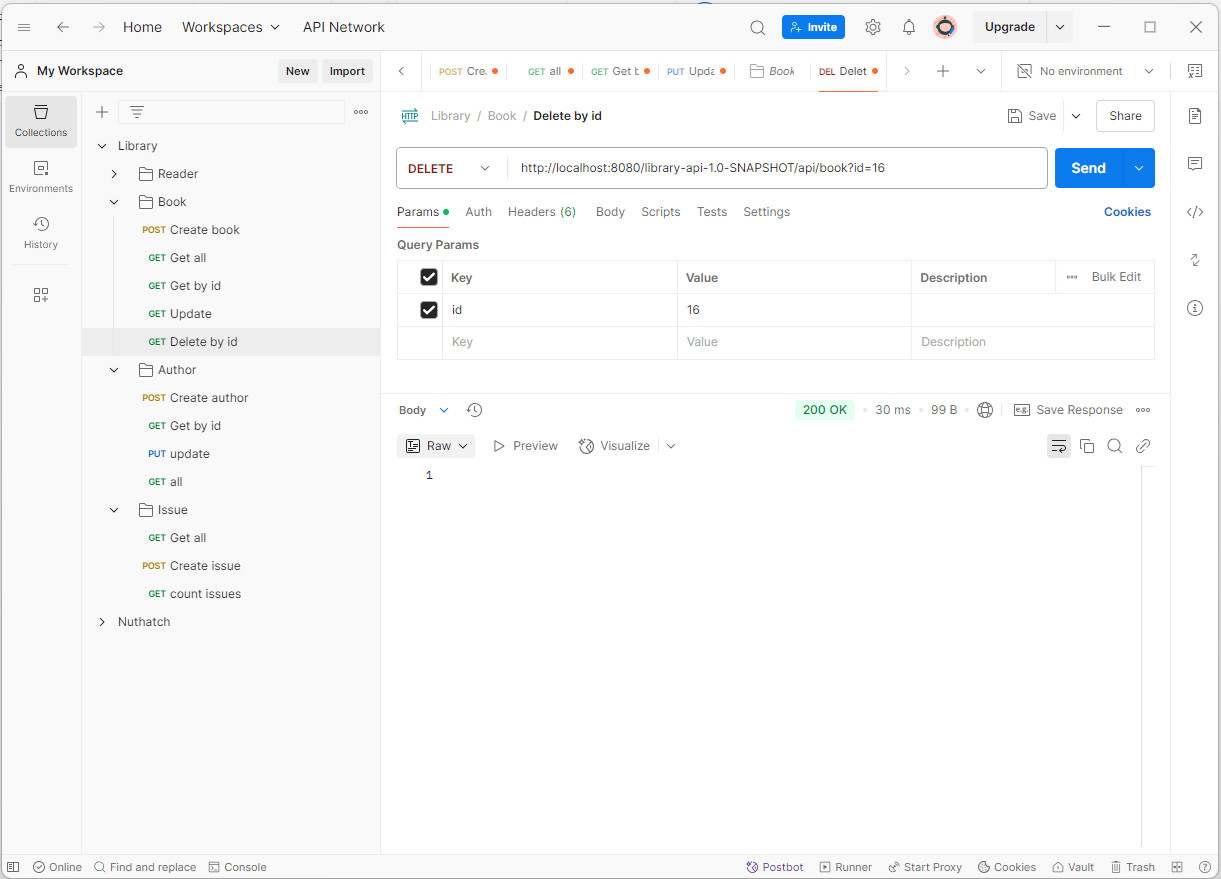 Home Workspaces API Network Invite Upgrade
My Workspace New Import POST Cre GET all GET Get b PUT Upda Book DEL Delet No environment
Collections
Environments
History
Library
Reader
Book
POST Create book
GET Get all
GET Get by id
GET Update
GET Delete by id
Author
POST Create author
GET Get by id
PUT update
GET all
Issue
GET Get all
POST Create issue
GET count issues
Nuthatch
HTTP Library / Book / Delete by id Save Share
DELETE http://localhost:8080/library-api-1.0-SNAPSHOT/api/book?id=16 Send
Params Auth Headers (6) Body Scripts Tests Settings Cookies
Query Params
Key Value Description Bulk Edit
id 16
Key Value Description
Body 200 OK 30 ms 99 B e.g. Save Response
Raw Preview Visualize
1
Online Find and replace Console Postbot Runner Start Proxy Cookies Vault Trash